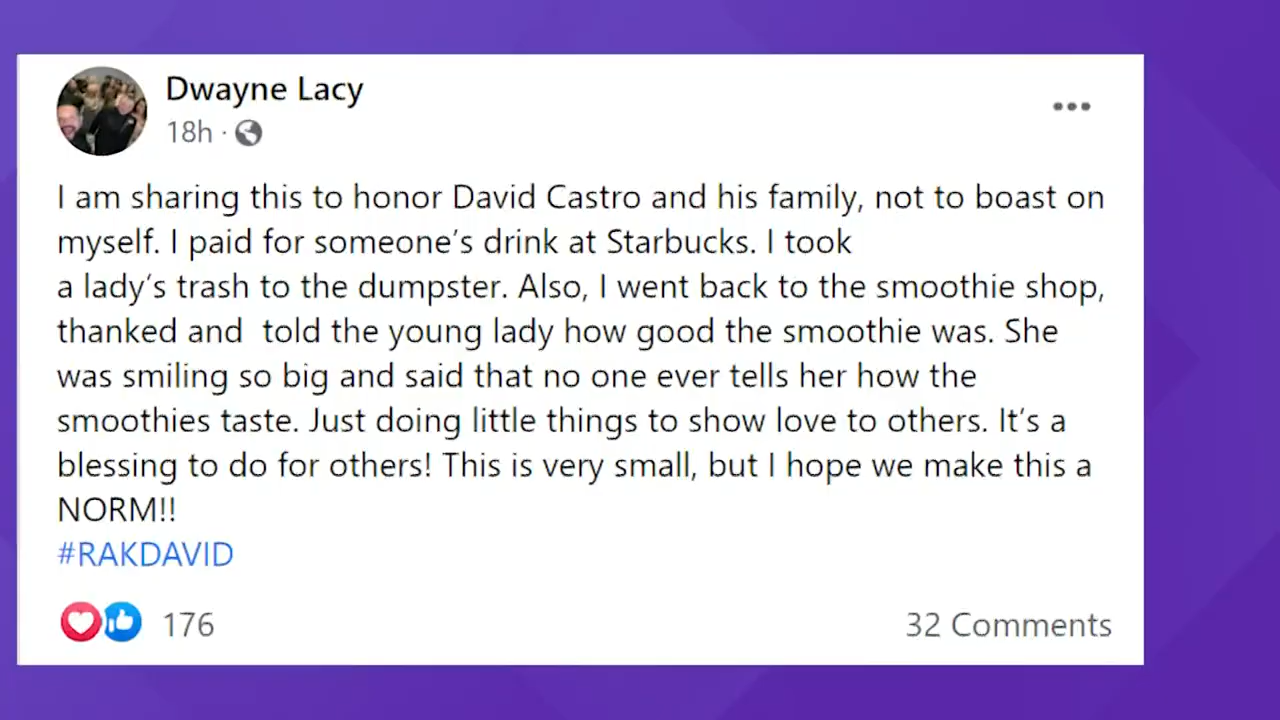 Dwayne Lacy
18h ·
I am sharing this to honor David Castro and his family, not to boast on
myself. I paid for someone's drink at Starbucks. I took
a lady's trash to the dumpster. Also, I went back to the smoothie shop,
thanked and  told the young lady how good the smoothie was. She
was smiling so big and said that no one ever tells her how the
smoothies taste. Just doing little things to show love to others. It's a
blessing to do for others! This is very small, but I hope we make this a
NORM!!
#RAKDAVID
176 32 Comments